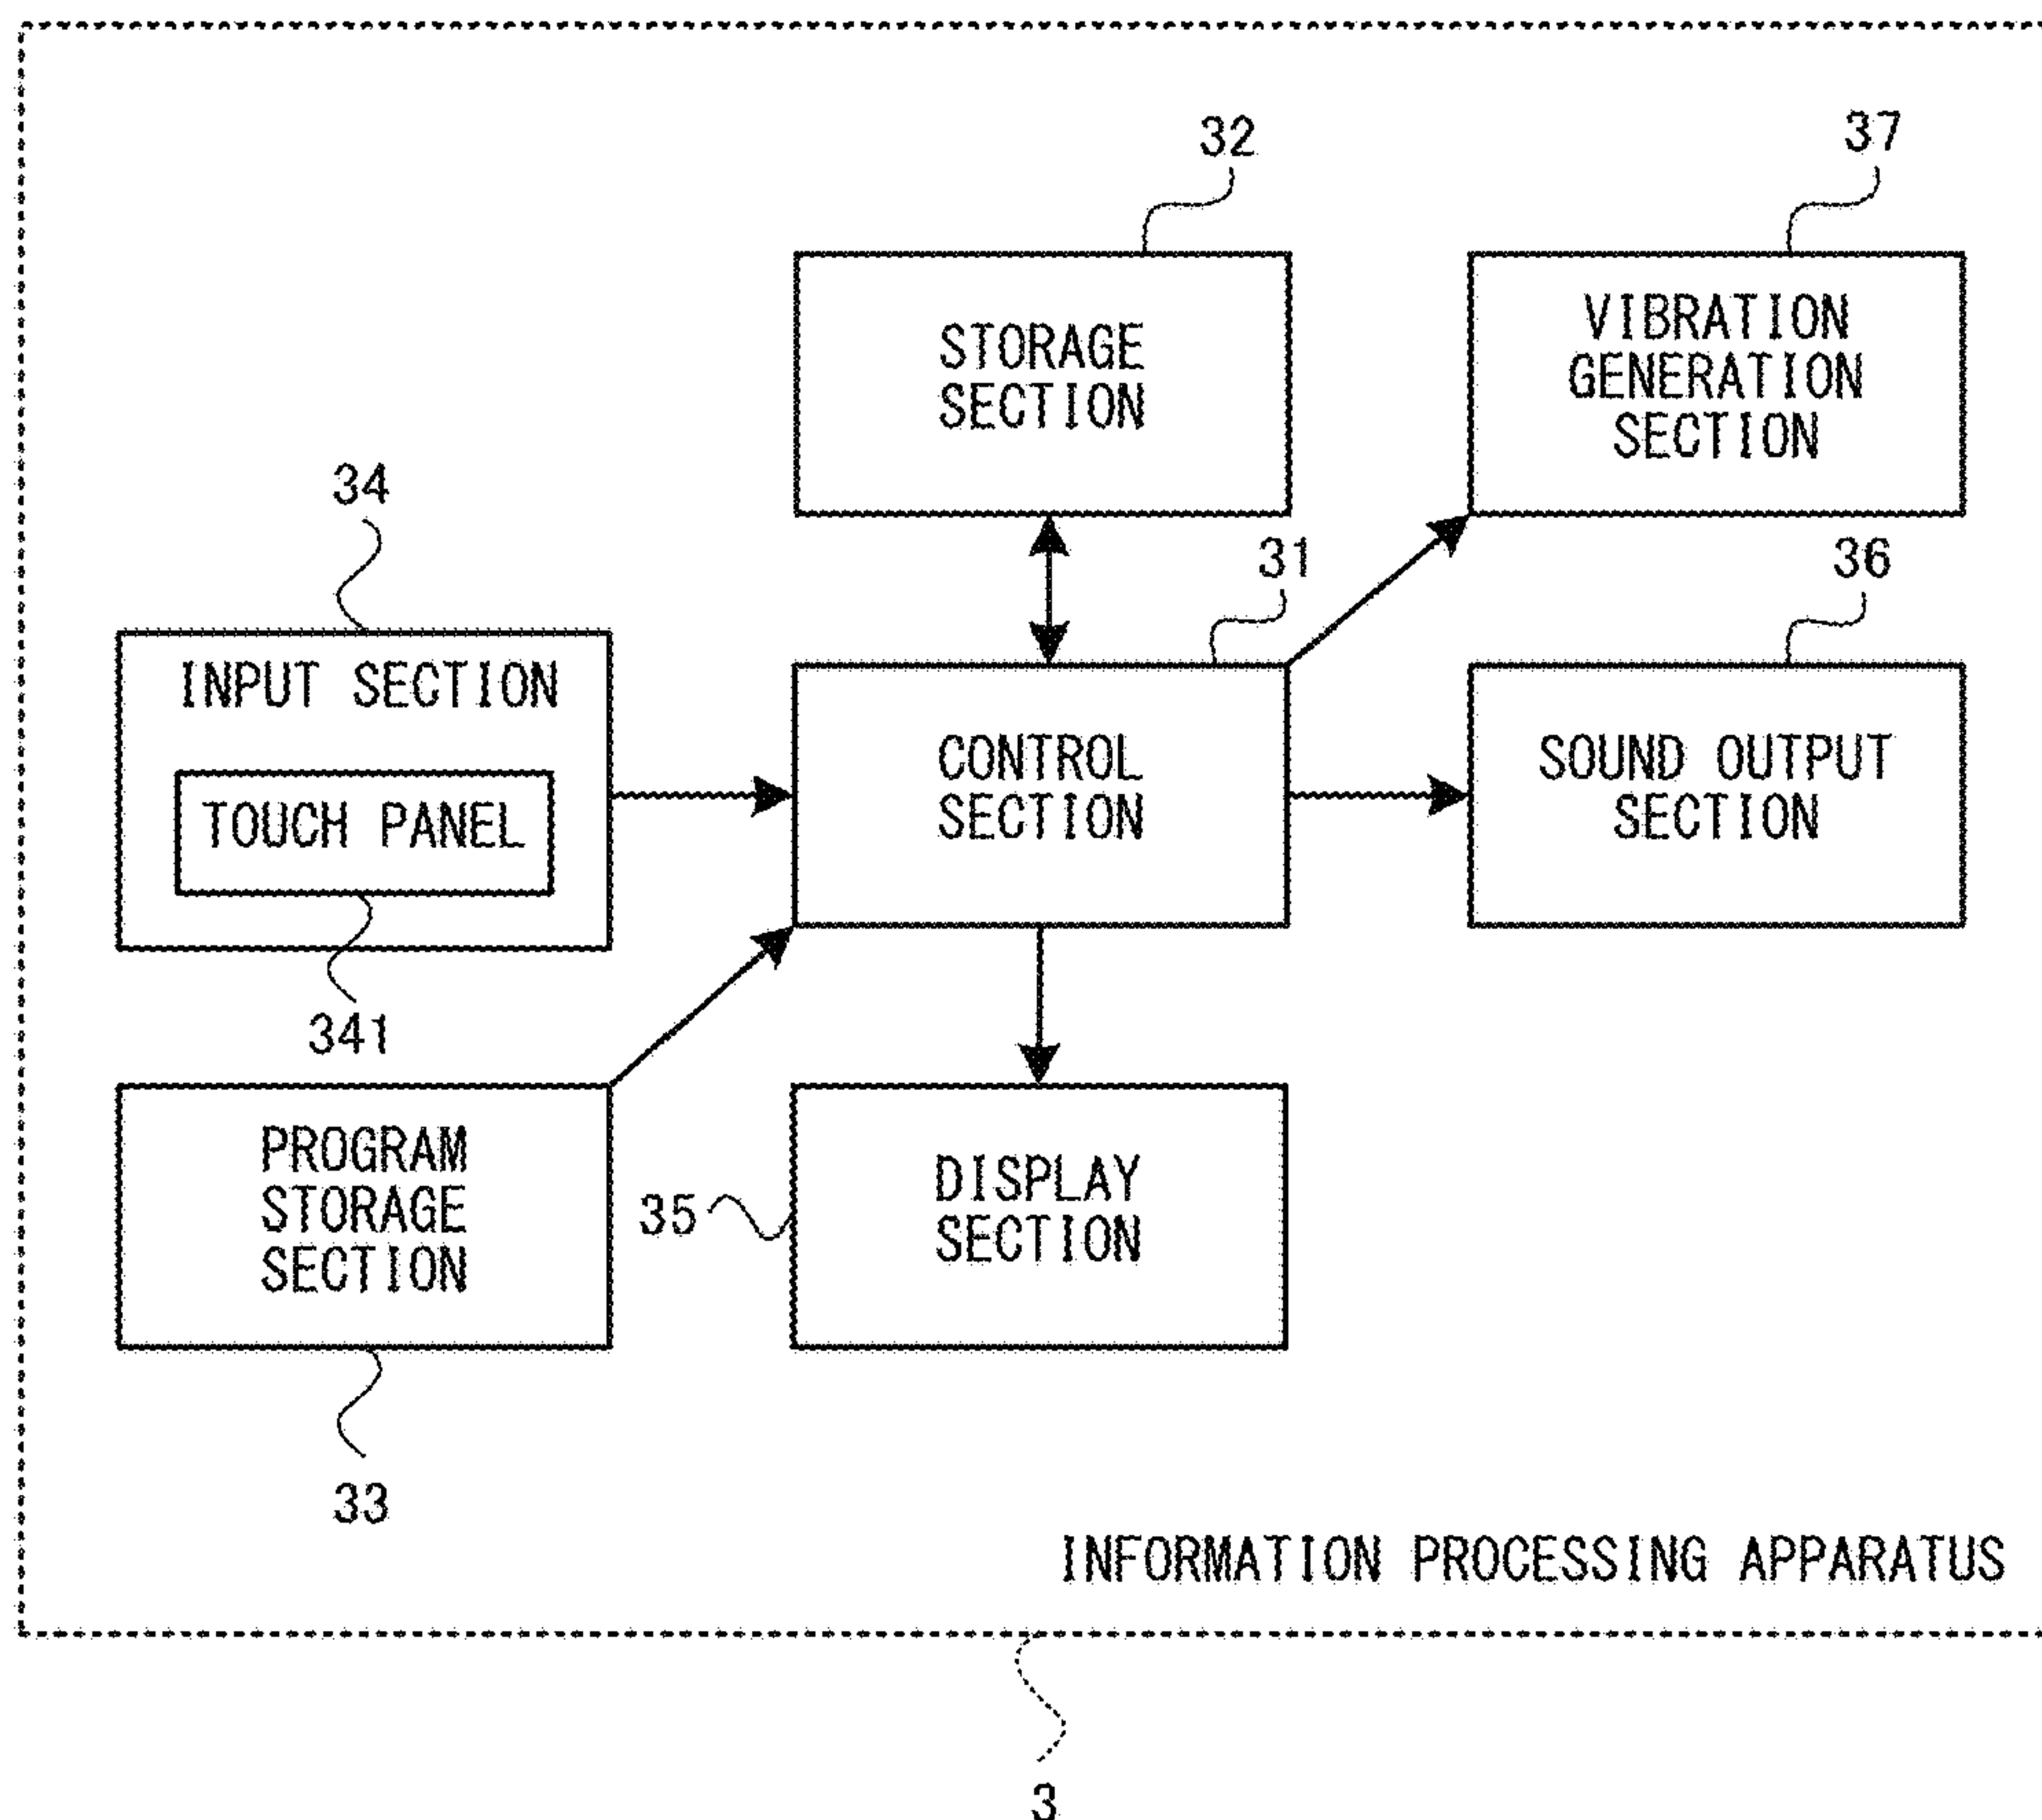 32
37
STORAGE
SECTION
VIBRATION
GENERATION
SECTION
34
31
36
INPUT SECTION
TOUCH PANEL
341
CONTROL
SECTION
SOUND OUTPUT
SECTION
PROGRAM
STORAGE
SECTION
33
35
DISPLAY
SECTION
INFORMATION PROCESSING APPARATUS
3